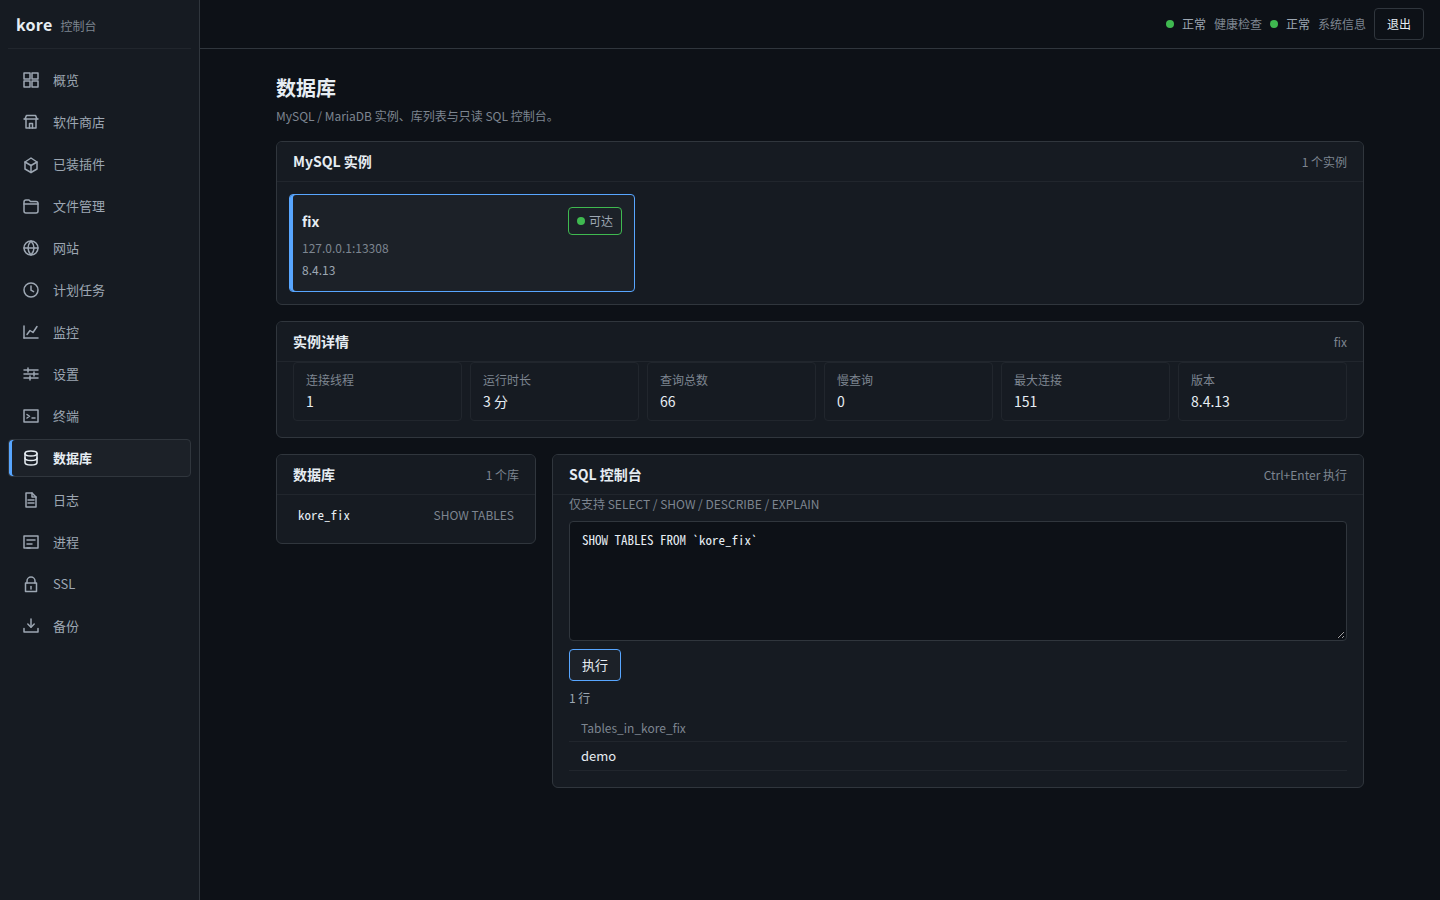 kore 控制台
正常 健康检查 正常 系统信息 退出
概览
软件商店
已装插件
文件管理
网站
计划任务
监控
设置
终端
数据库
日志
进程
SSL
备份
数据库
MySQL / MariaDB 实例、库列表与只读 SQL 控制台。
MySQL 实例 1 个实例
fix 可达
127.0.0.1:13308
8.4.13
实例详情 fix
连接线程 运行时长 查询总数 慢查询 最大连接 版本
1 3 分 66 0 151 8.4.13
数据库 1 个库
kore_fix SHOW TABLES
SQL 控制台 Ctrl+Enter 执行
仅支持 SELECT / SHOW / DESCRIBE / EXPLAIN
SHOW TABLES FROM `kore_fix`
执行
1 行
Tables_in_kore_fix
demo